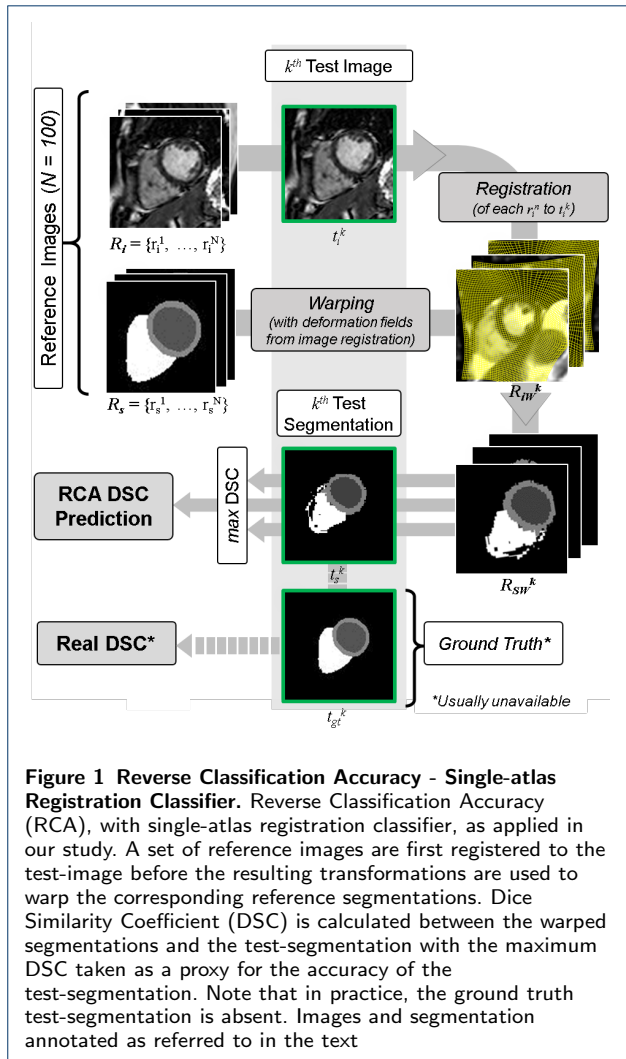 kth Test Image
Reference Images (N = 100)
Registration
(of each r_i^n to t_i^k)
R_I = {r_i^1, …, r_i^N}
t_i^k
Warping
(with deformation fields
from image registration)
R_IW^k
R_s = {r_s^1, …, r_s^N}
kth Test
Segmentation
RCA DSC
Prediction
max DSC
t_s^k
R_SW^k
Real DSC*
Ground Truth*
*Usually unavailable
t_gt^k
Figure 1 Reverse Classification Accuracy - Single-atlas
Registration Classifier. Reverse Classification Accuracy
(RCA), with single-atlas registration classifier, as applied in
our study. A set of reference images are first registered to the
test-image before the resulting transformations are used to
warp the corresponding reference segmentations. Dice
Similarity Coefficient (DSC) is calculated between the warped
segmentations and the test-segmentation with the maximum
DSC taken as a proxy for the accuracy of the
test-segmentation. Note that in practice, the ground truth
test-segmentation is absent. Images and segmentation
annotated as referred to in the text